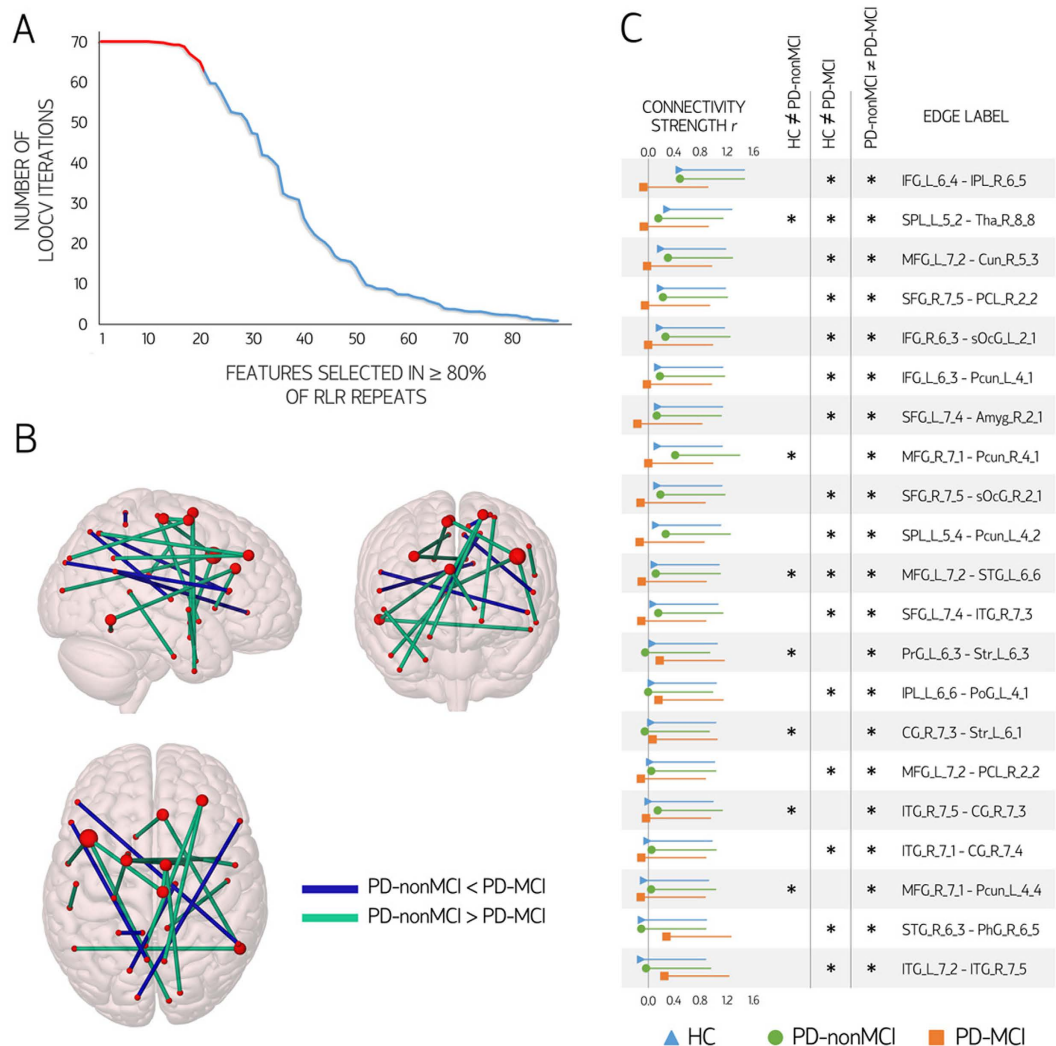 A
NUMBER OF
LOOCV ITERATIONS
70
60
50
40
30
20
10
0
1 10 20 30 40 50 60 70 80
FEATURES SELECTED IN ≥ 80%
OF RLR REPEATS
B
PD-nonMCI < PD-MCI
PD-nonMCI > PD-MCI
C
CONNECTIVITY
STRENGTH r
HC ≠ PD-nonMCI
HC ≠ PD-MCI
PD-nonMCI ≠ PD-MCI
EDGE LABEL
0.0 0.4 0.8 1.2 1.6
* * IFG_L_6_4 - IPL_R_6_5
* * * SPL_L_5_2 - Tha_R_8_8
* * MFG_L_7_2 - Cun_R_5_3
* * SFG_R_7_5 - PCL_R_2_2
* * IFG_R_6_3 - sOcG_L_2_1
* * IFG_L_6_3 - Pcun_L_4_1
* * SFG_L_7_4 - Amyg_R_2_1
* * MFG_R_7_1 - Pcun_R_4_1
* * SFG_R_7_5 - sOcG_R_2_1
* * SPL_L_5_4 - Pcun_L_4_2
* * * MFG_L_7_2 - STG_L_6_6
* * SFG_L_7_4 - ITG_R_7_3
* * PrG_L_6_3 - Str_L_6_3
* * IPL_L_6_6 - PoG_L_4_1
* * CG_R_7_3 - Str_L_6_1
* * MFG_L_7_2 - PCL_R_2_2
* * ITG_R_7_5 - CG_R_7_3
* * ITG_R_7_1 - CG_R_7_4
* * MFG_R_7_1 - Pcun_L_4_4
* * STG_R_6_3 - PhG_R_6_5
* * ITG_L_7_2 - ITG_R_7_5
0.0 0.4 0.8 1.2 1.6
HC PD-nonMCI PD-MCI